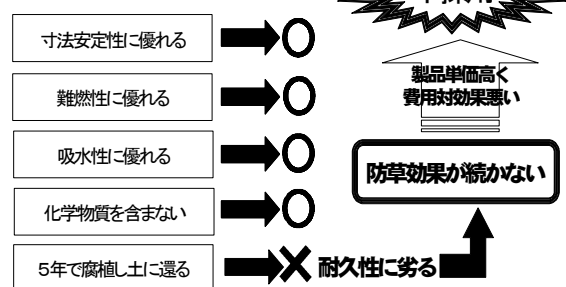 寸法安定性に優れる
○
難燃性に優れる
○
製品単価高く
費用対効果悪い
吸水性に優れる
○
防草効果が続かない
化学物質を含まない
○
5年で腐植し土に還る
× 耐久性に劣る